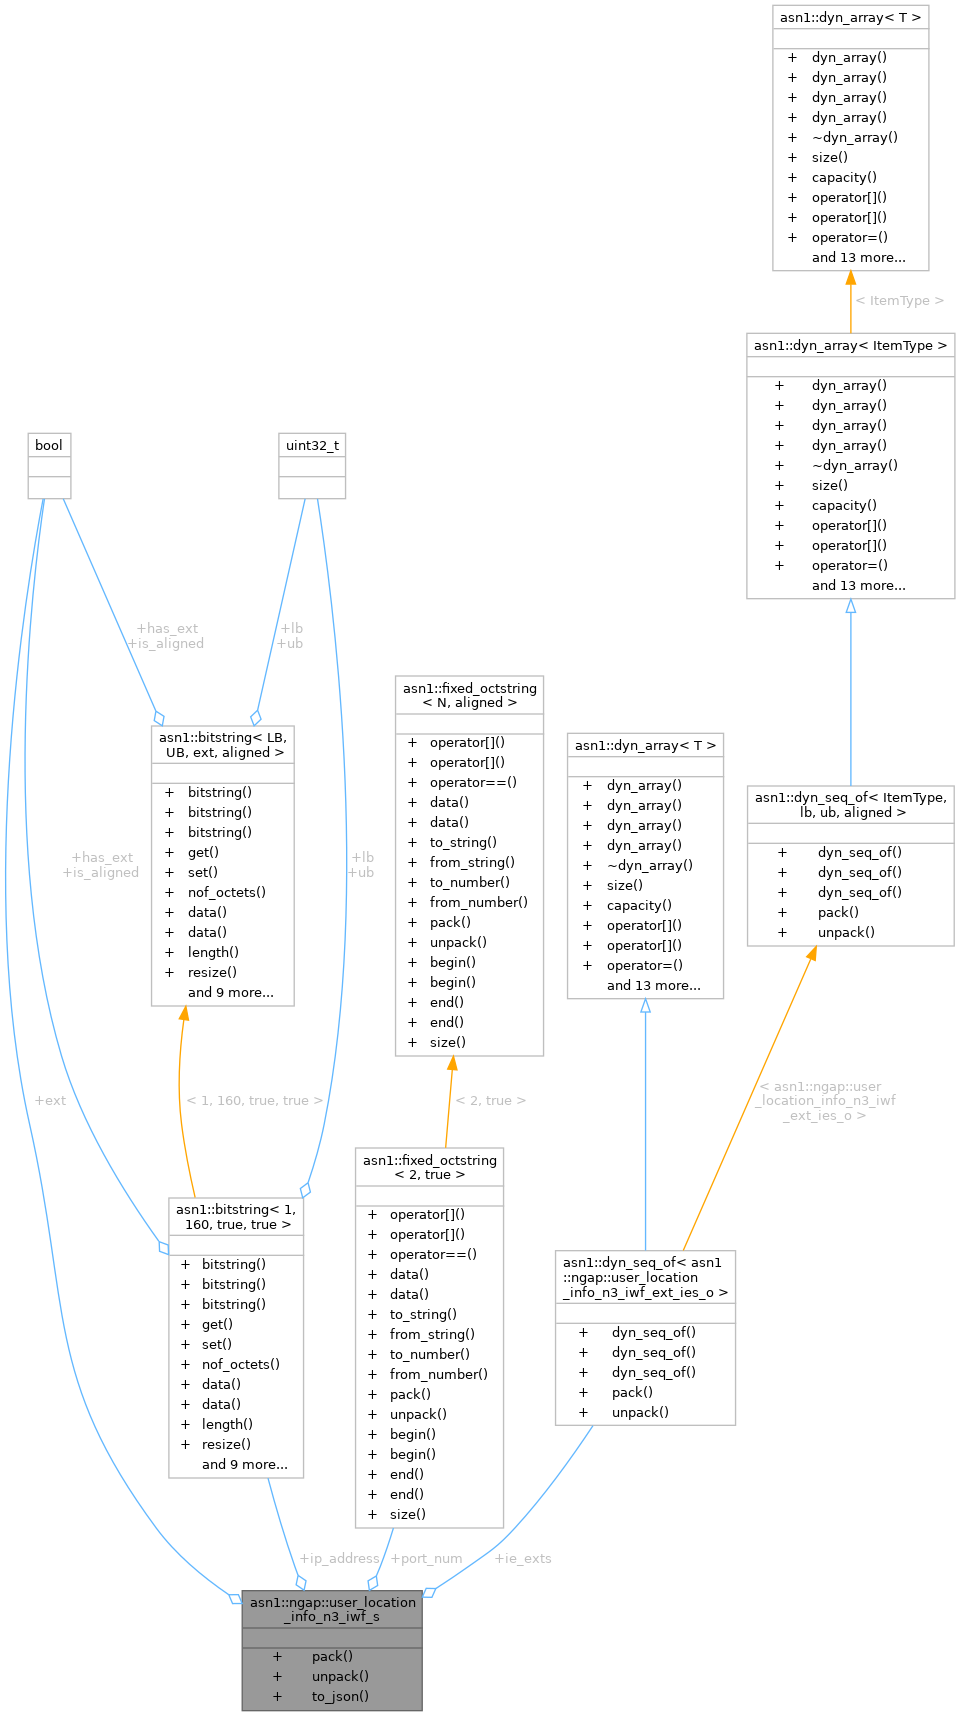 asn1::dyn_array< T >
+ dyn_array()
+ dyn_array()
+ dyn_array()
+ dyn_array()
+ ~dyn_array()
+ size()
+ capacity()
+ operator[]()
+ operator[]()
+ operator=()
and 13 more...
< ItemType >
asn1::dyn_array< ItemType >
+ dyn_array()
+ dyn_array()
+ dyn_array()
+ dyn_array()
+ ~dyn_array()
+ size()
+ capacity()
+ operator[]()
+ operator[]()
+ operator=()
and 13 more...
bool
uint32_t
+has_ext
+is_aligned
+lb
+ub
asn1::bitstring< LB,
UB, ext, aligned >
+ bitstring()
+ bitstring()
+ bitstring()
+ get()
+ set()
+ nof_octets()
+ data()
+ data()
+ length()
+ resize()
and 9 more...
+has_ext
+is_aligned
+lb
+ub
asn1::fixed_octstring
< N, aligned >
+ operator[]()
+ operator[]()
+ operator==()
+ data()
+ data()
+ to_string()
+ from_string()
+ to_number()
+ from_number()
+ pack()
+ unpack()
+ begin()
+ begin()
+ end()
+ end()
+ size()
asn1::dyn_array< T >
+ dyn_array()
+ dyn_array()
+ dyn_array()
+ dyn_array()
+ ~dyn_array()
+ size()
+ capacity()
+ operator[]()
+ operator[]()
+ operator=()
and 13 more...
asn1::dyn_seq_of< ItemType,
lb, ub, aligned >
+ dyn_seq_of()
+ dyn_seq_of()
+ dyn_seq_of()
+ pack()
+ unpack()
+ext
< 1, 160, true, true >
< 2, true >
< asn1::ngap::user
_location_info_n3_iwf
_ext_ies_o >
asn1::bitstring< 1,
160, true, true >
+ bitstring()
+ bitstring()
+ bitstring()
+ get()
+ set()
+ nof_octets()
+ data()
+ data()
+ length()
+ resize()
and 9 more...
asn1::fixed_octstring
< 2, true >
+ operator[]()
+ operator[]()
+ operator==()
+ data()
+ data()
+ to_string()
+ from_string()
+ to_number()
+ from_number()
+ pack()
+ unpack()
+ begin()
+ begin()
+ end()
+ end()
+ size()
asn1::dyn_seq_of< asn1
::ngap::user_location
_info_n3_iwf_ext_ies_o >
+ dyn_seq_of()
+ dyn_seq_of()
+ dyn_seq_of()
+ pack()
+ unpack()
+ip_address
+port_num
+ie_exts
asn1::ngap::user_location
_info_n3_iwf_s
+ pack()
+ unpack()
+ to_json()